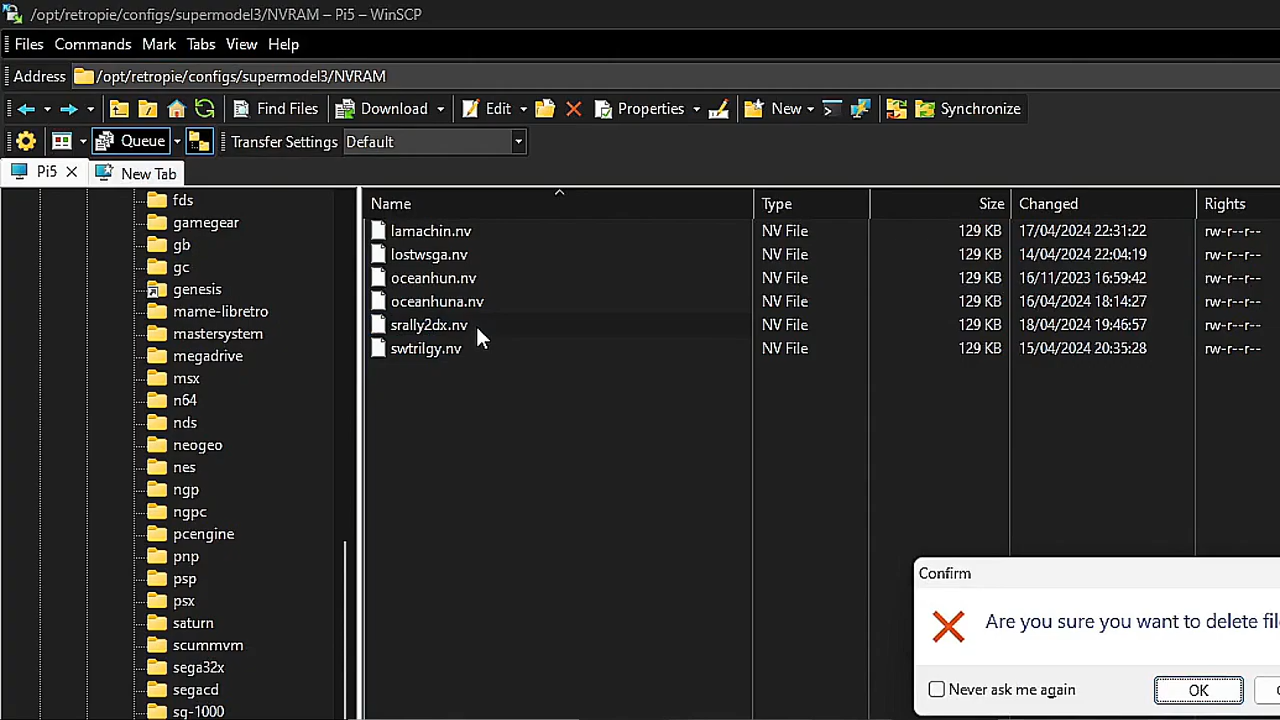 /opt/retropie/configs/supermodel3/NVRAM – Pi5 – WinSCP
Files Commands Mark Tabs View Help
Address /opt/retropie/configs/supermodel3/NVRAM
Find Files Download Edit Properties New Synchronize
Queue Transfer Settings Default
Pi5 New Tab
fds
gamegear
gb
gc
genesis
mame-libretro
mastersystem
megadrive
msx
n64
nds
neogeo
nes
ngp
ngpc
pcengine
pnp
psp
psx
saturn
scummvm
sega32x
segacd
sg-1000
Name Type Size Changed Rights
lamachin.nv NV File 129 KB 17/04/2024 22:31:22 rw-r--r--
lostwsga.nv NV File 129 KB 14/04/2024 22:04:19 rw-r--r--
oceanhun.nv NV File 129 KB 16/11/2023 16:59:42 rw-r--r--
oceanhuna.nv NV File 129 KB 16/04/2024 18:14:27 rw-r--r--
srally2dx.nv NV File 129 KB 18/04/2024 19:46:57 rw-r--r--
swtrilgy.nv NV File 129 KB 15/04/2024 20:35:28 rw-r--r--
Confirm
Are you sure you want to delete fil
Never ask me again OK